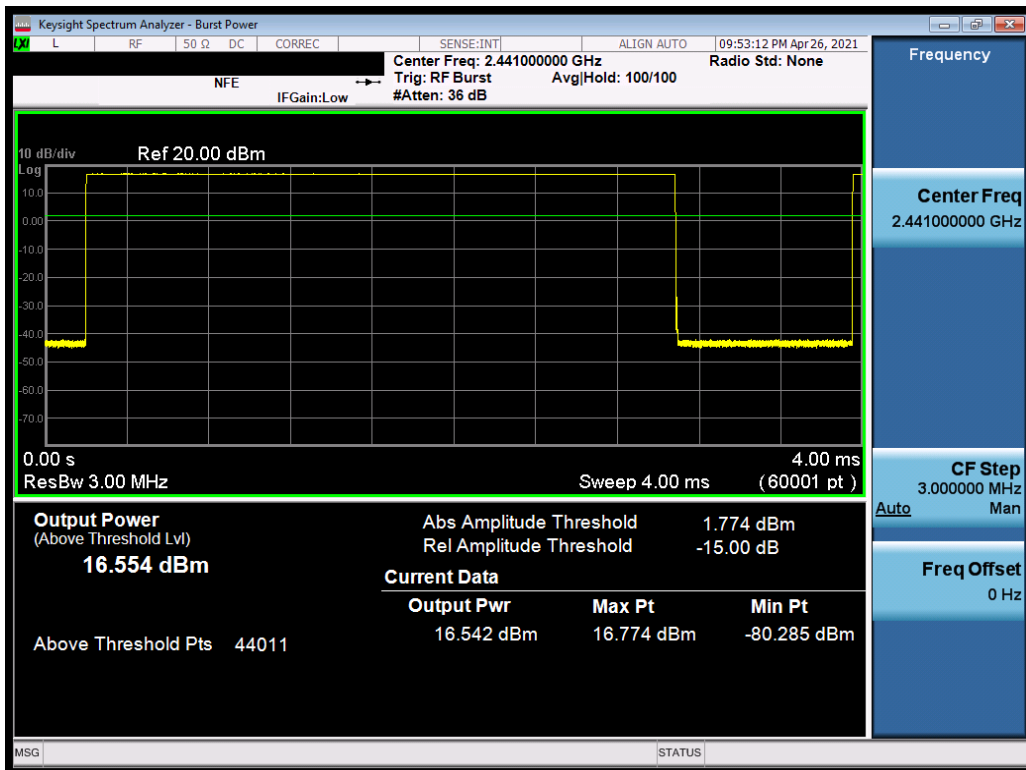 Keysight Spectrum Analyzer - Burst Power
LXI L RF 50 Ω DC CORREC SENSE:INT ALIGN AUTO 09:53:12 PM Apr 26, 2021
Center Freq: 2.441000000 GHz Radio Std: None
NFE Trig: RF Burst Avg|Hold: 100/100
IFGain:Low #Atten: 36 dB
Frequency
10 dB/div Ref 20.00 dBm
Log
10.0
0.00
-10.0
-20.0
-30.0
-40.0
-50.0
-60.0
-70.0
0.00 s 4.00 ms
ResBw 3.00 MHz Sweep 4.00 ms (60001 pt)
Center Freq
2.441000000 GHz
CF Step
3.000000 MHz
Auto Man
Freq Offset
0 Hz
Output Power
(Above Threshold Lvl)
16.554 dBm
Above Threshold Pts 44011
Abs Amplitude Threshold 1.774 dBm
Rel Amplitude Threshold -15.00 dB
Current Data
Output Pwr Max Pt Min Pt
16.542 dBm 16.774 dBm -80.285 dBm
MSG STATUS